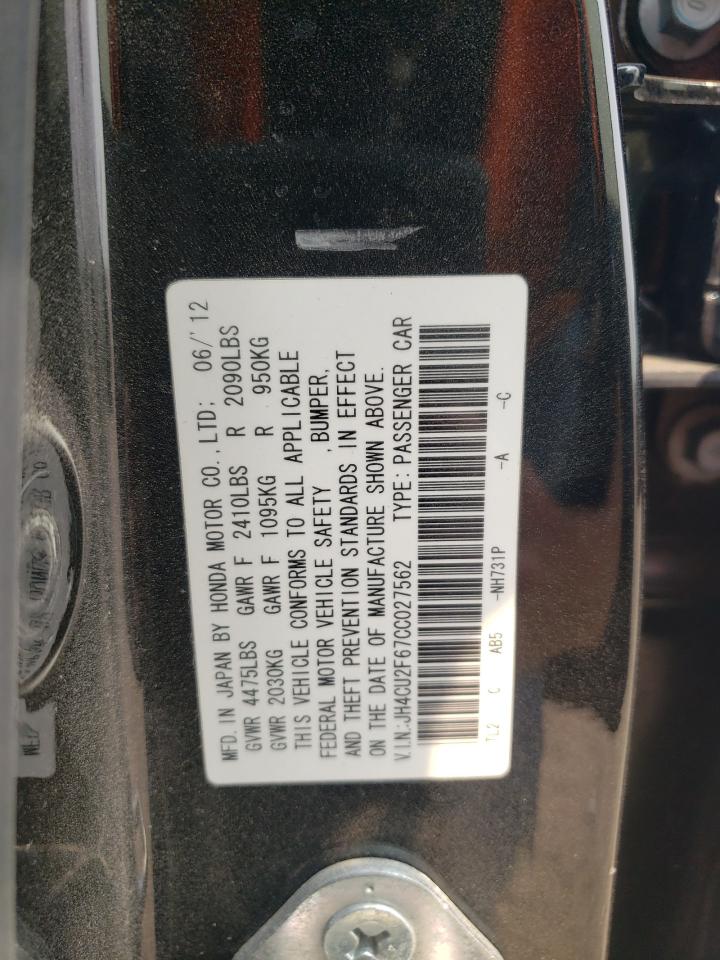 MFD. IN JAPAN BY HONDA MOTOR CO., LTD; 06/'12
GVWR 4475LBS GAWR F 2410LBS R 2090LBS
GVWR 2030KG GAWR F 1095KG R 950KG
THIS VEHICLE CONFORMS TO ALL APPLICABLE
FEDERAL MOTOR VEHICLE SAFETY , BUMPER,
AND THEFT PREVENTION STANDARDS IN EFFECT
ON THE DATE OF MANUFACTURE SHOWN ABOVE.
V.I.N:JH4CU2F67CC027562 TYPE:PASSENGER CAR
TL2 C AB5 -NH731P -A -C